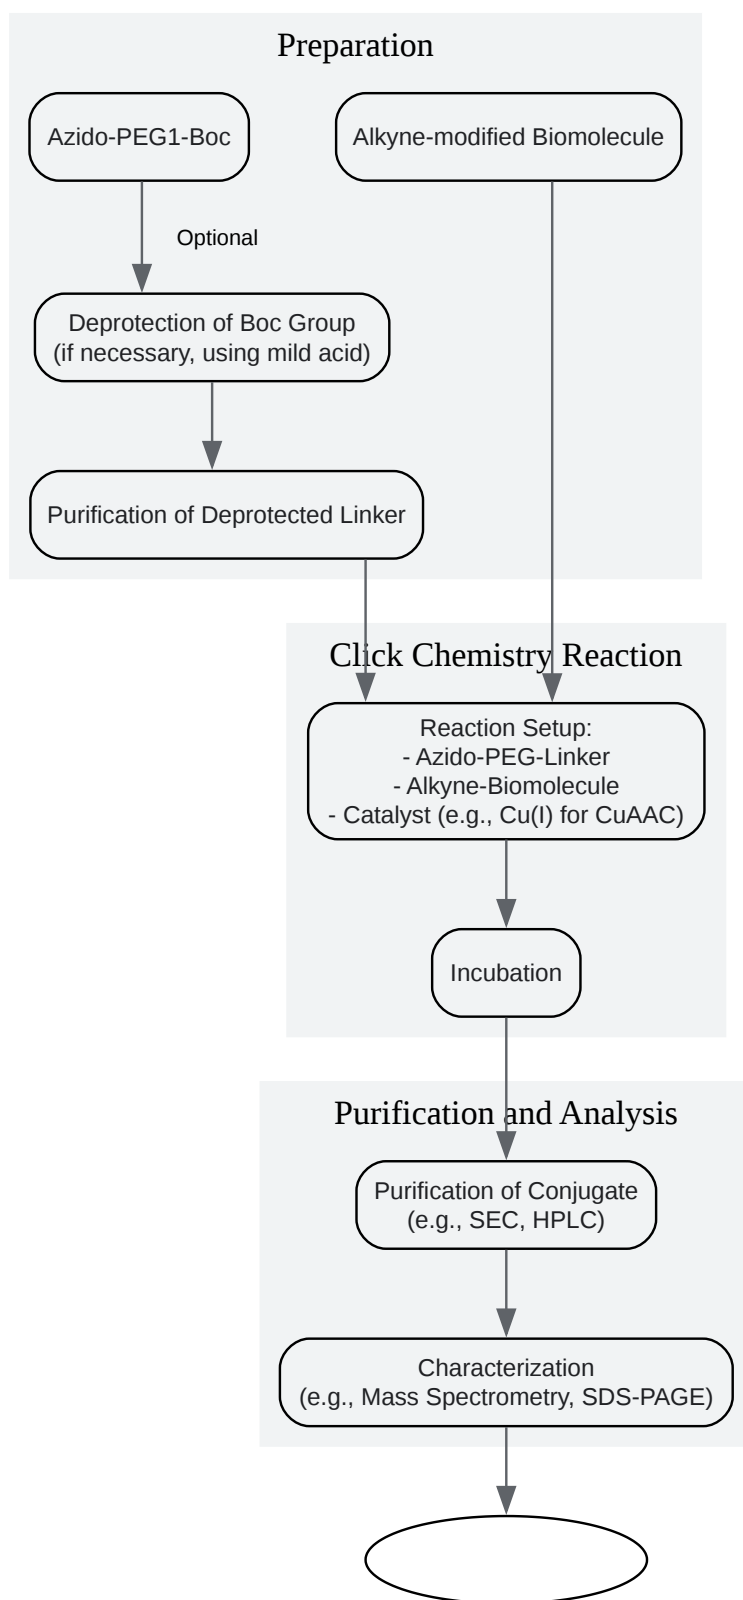 Preparation
Azido-PEG1-Boc
Alkyne-modified Biomolecule
Optional
Deprotection of Boc Group
(if necessary, using mild acid)
Purification of Deprotected Linker
Click Chemistry Reaction
Reaction Setup:
- Azido-PEG-Linker
- Alkyne-Biomolecule
- Catalyst (e.g., Cu(I) for CuAAC)
Incubation
Purification and Analysis
Purification of Conjugate
(e.g., SEC, HPLC)
Characterization
(e.g., Mass Spectrometry, SDS-PAGE)